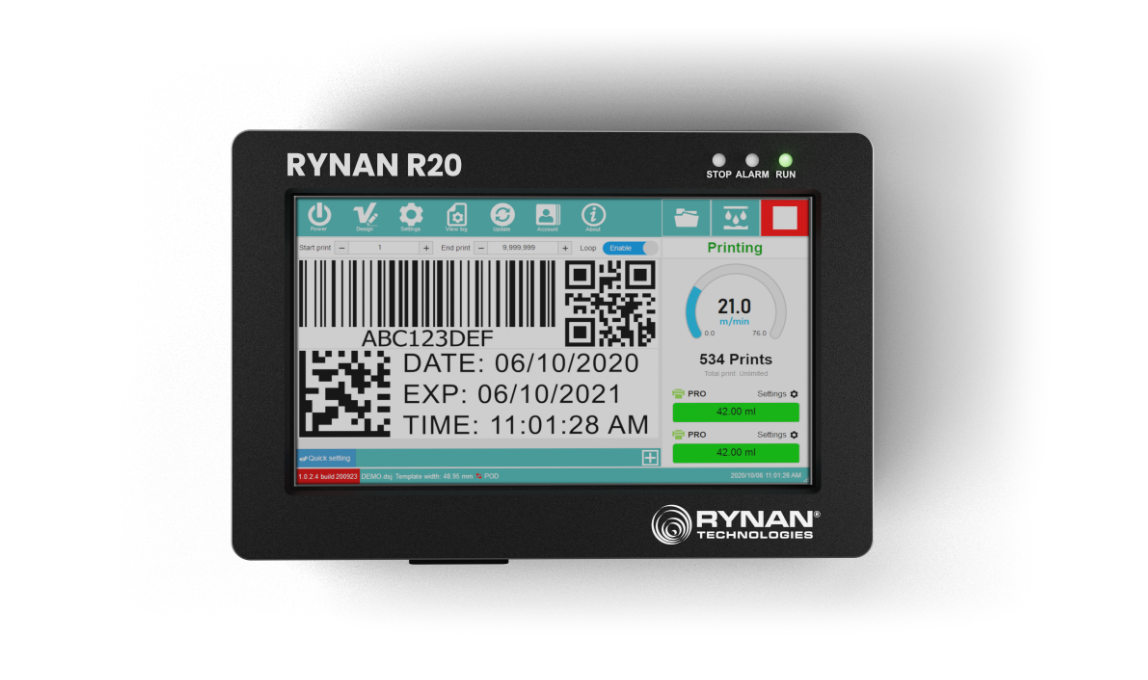 RYNAN R20
STOP ALARM RUN
Power Design Settings View log Update Account About
Start print − 1 + End print − 9,999,999 + Loop Enable
Printing
21.0
m/min
0.0 76.0
ABC123DEF
DATE: 06/10/2020
EXP: 06/10/2021
TIME: 11:01:28 AM
534 Prints
Total print: Unlimited
PRO Settings
42.00 ml
PRO Settings
42.00 ml
Quick setting
1.0.2.4 build 200923 DEMO.dsj Template width: 48.95 mm POD 2020/10/06 11:01:28 AM
RYNAN®
TECHNOLOGIES